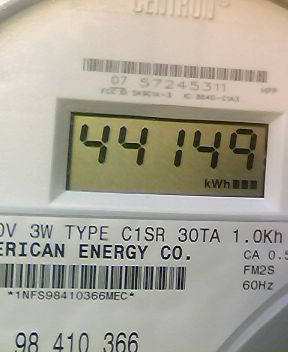 CENTRON
07 57245311
44149
kWh
0V 3W TYPE C1SR 30TA 1.0Kh
ERICAN ENERGY CO.
CA 0.5
*1NFS98410366MEC*
FM2S
60Hz
98 410 366